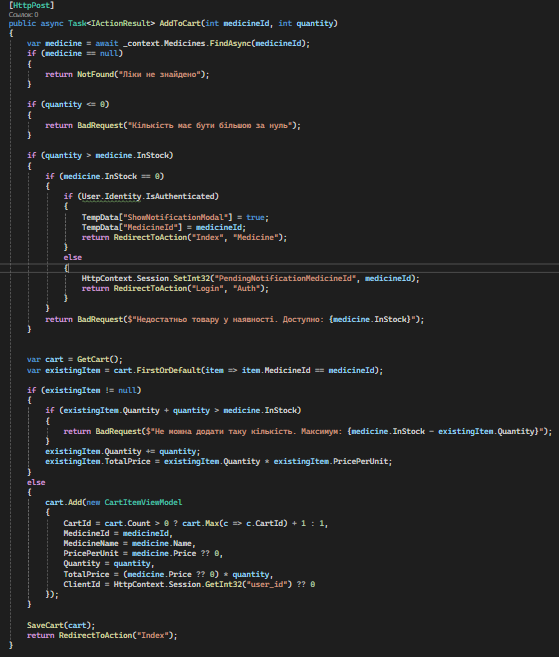 [HttpPost]
Ссылок: 0
public async Task<IActionResult> AddToCart(int medicineId, int quantity)
{
    var medicine = await _context.Medicines.FindAsync(medicineId);
    if (medicine == null)
    {
        return NotFound("Ліки не знайдено");
    }

    if (quantity <= 0)
    {
        return BadRequest("Кількість має бути більшою за нуль");
    }

    if (quantity > medicine.InStock)
    {
        if (medicine.InStock == 0)
        {
            if (User.Identity.IsAuthenticated)
            {
                TempData["ShowNotificationModal"] = true;
                TempData["MedicineId"] = medicineId;
                return RedirectToAction("Index", "Medicine");
            }
            else
            {
                HttpContext.Session.SetInt32("PendingNotificationMedicineId", medicineId);
                return RedirectToAction("Login", "Auth");
            }
        }
        return BadRequest($"Недостатньо товару у наявності. Доступно: {medicine.InStock}");
    }


    var cart = GetCart();
    var existingItem = cart.FirstOrDefault(item => item.MedicineId == medicineId);

    if (existingItem != null)
    {
        if (existingItem.Quantity + quantity > medicine.InStock)
        {
            return BadRequest($"Не можна додати таку кількість. Максимум: {medicine.InStock - existingItem.Quantity}");
        }
        existingItem.Quantity += quantity;
        existingItem.TotalPrice = existingItem.Quantity * existingItem.PricePerUnit;
    }
    else
    {
        cart.Add(new CartItemViewModel
        {
            CartId = cart.Count > 0 ? cart.Max(c => c.CartId) + 1 : 1,
            MedicineId = medicineId,
            MedicineName = medicine.Name,
            PricePerUnit = medicine.Price ?? 0,
            Quantity = quantity,
            TotalPrice = (medicine.Price ?? 0) * quantity,
            ClientId = HttpContext.Session.GetInt32("user_id") ?? 0
        });
    }

    SaveCart(cart);
    return RedirectToAction("Index");
}